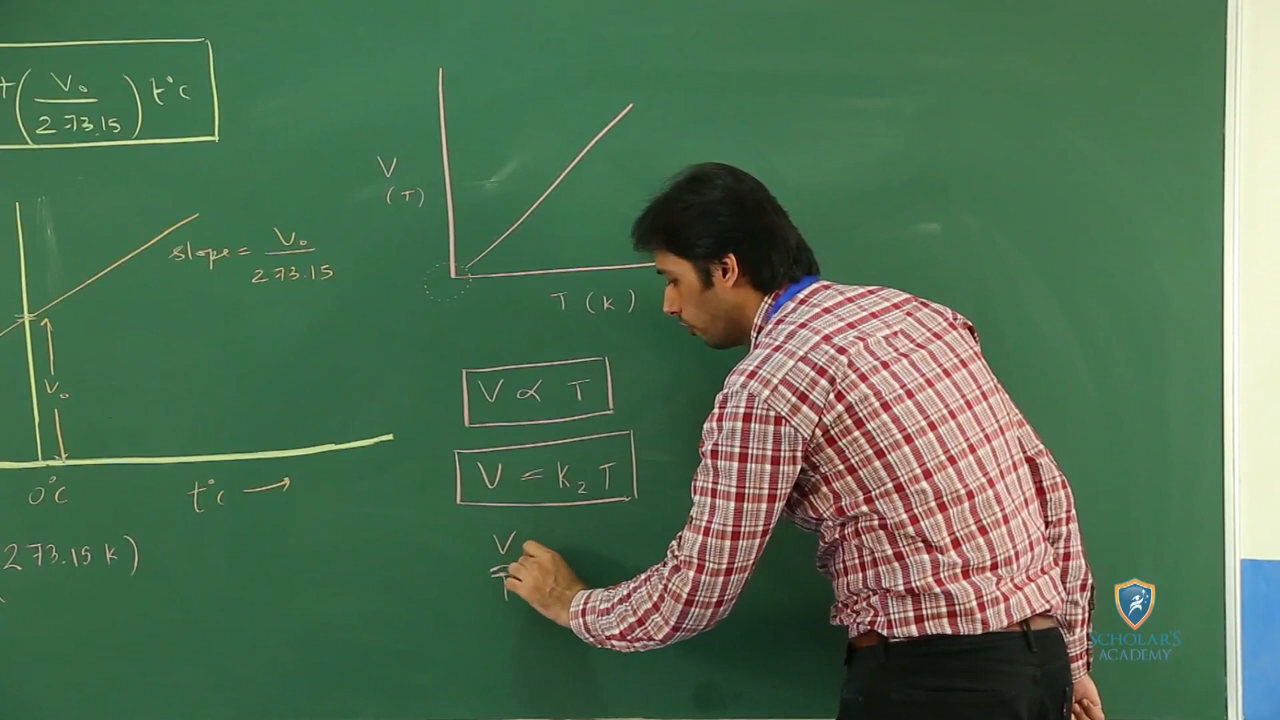 +(V₀/273.15) t°c
slope = V₀/273.15
V₀
0°c
t°c →
273.15 k)
V
(T)
T (K)
V ∝ T
V = K₂ T
V/T
SCHOLAR'S
ACADEMY